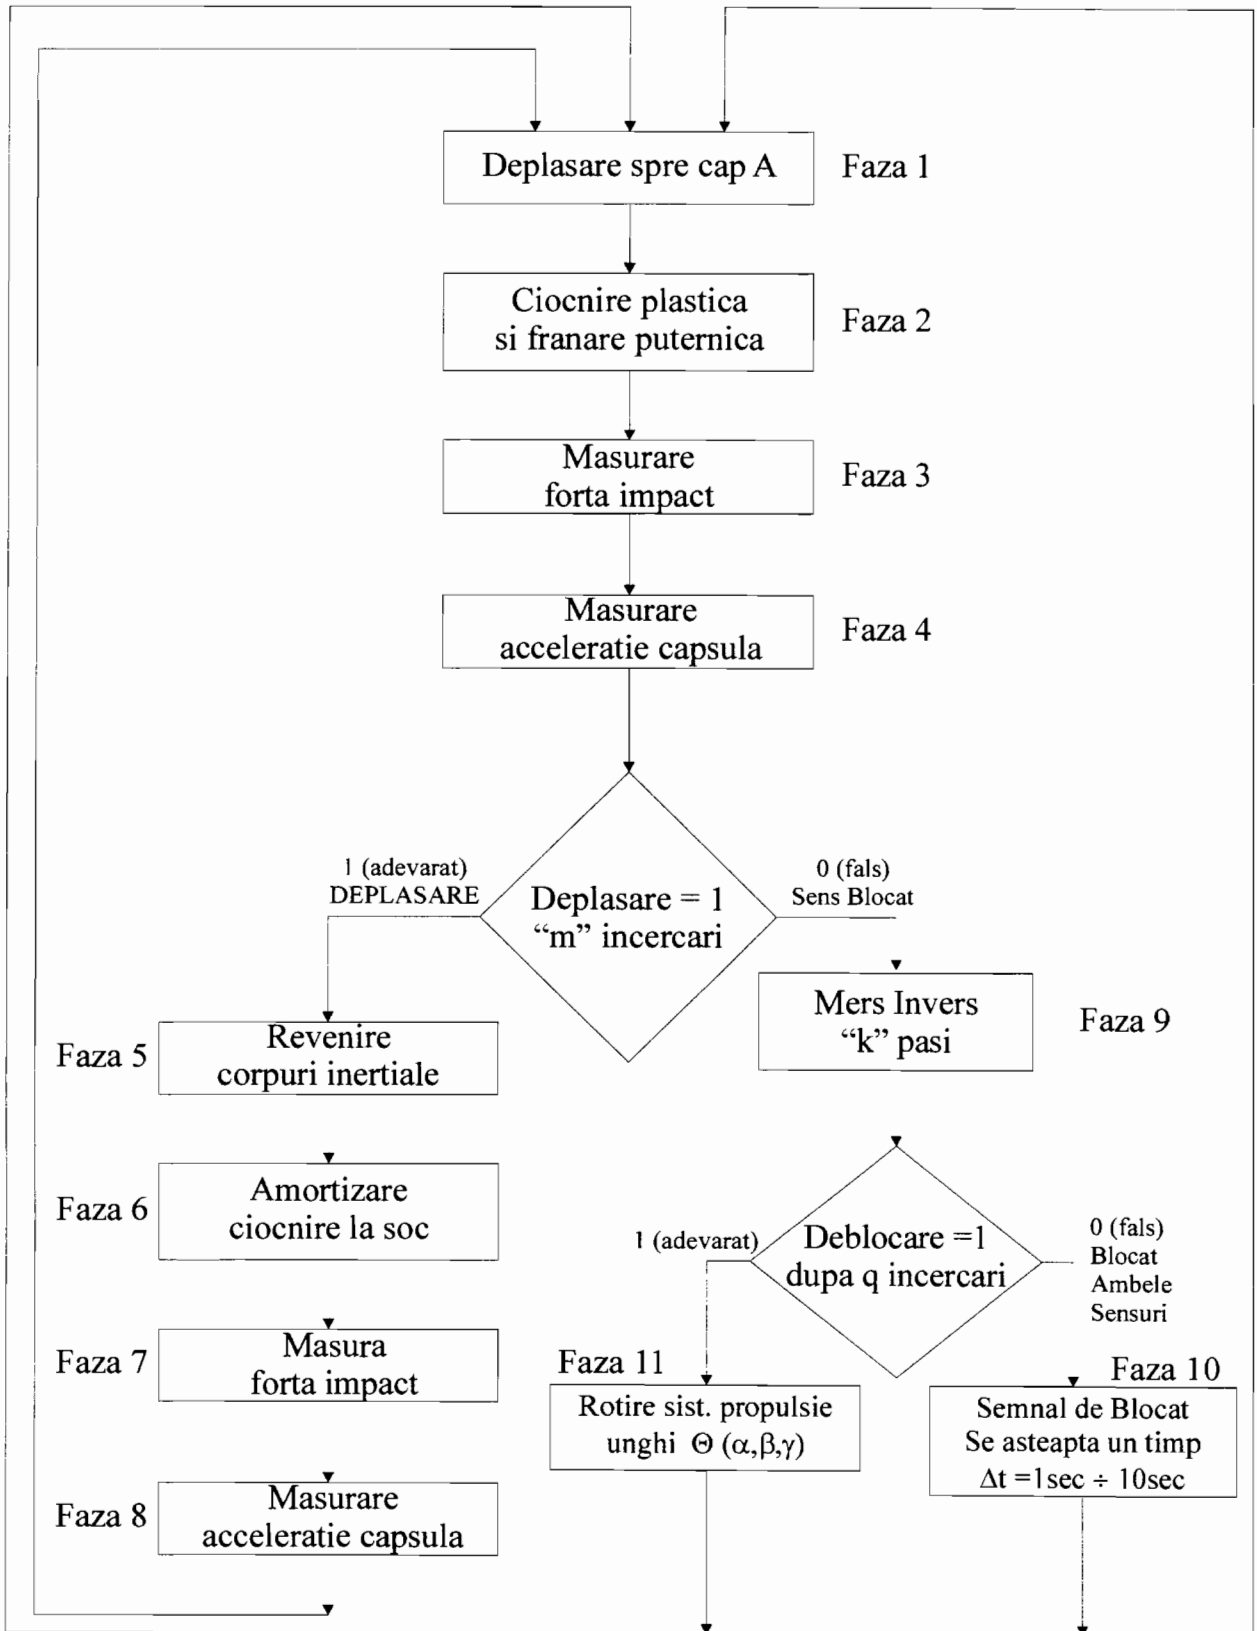 Deplasare spre cap A
Faza 1
Ciocnire plastica
si franare puternica
Faza 2
Masurare
forta impact
Faza 3
Masurare
acceleratie capsula
Faza 4
1 (adevarat)
DEPLASARE
Deplasare = 1
“m” incercari
0 (fals)
Sens Blocat
Faza 5
Revenire
corpuri inertiale
Mers Invers
“k” pasi
Faza 9
Faza 6
Amortizare
ciocnire la soc
1 (adevarat)
Deblocare =1
dupa q incercari
0 (fals)
Blocat
Ambele
Sensuri
Faza 7
Masura
forta impact
Faza 11
Rotire sist. propulsie
unghi Θ (α,β,γ)
Faza 10
Semnal de Blocat
Se asteapta un timp
Δt =1sec ÷ 10sec
Faza 8
Masurare
acceleratie capsula